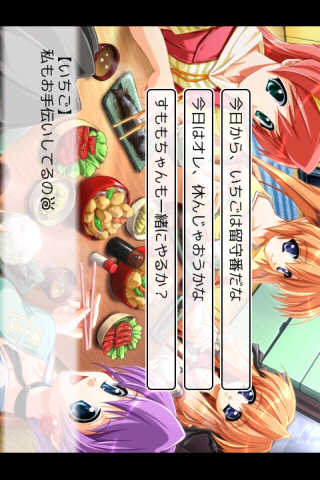 今日から、いちごは留守番だな
今日はオレ、休んじゃおうかな
すももちゃんも一緒にやるか？
【いちご】
私もお手伝いしてるの